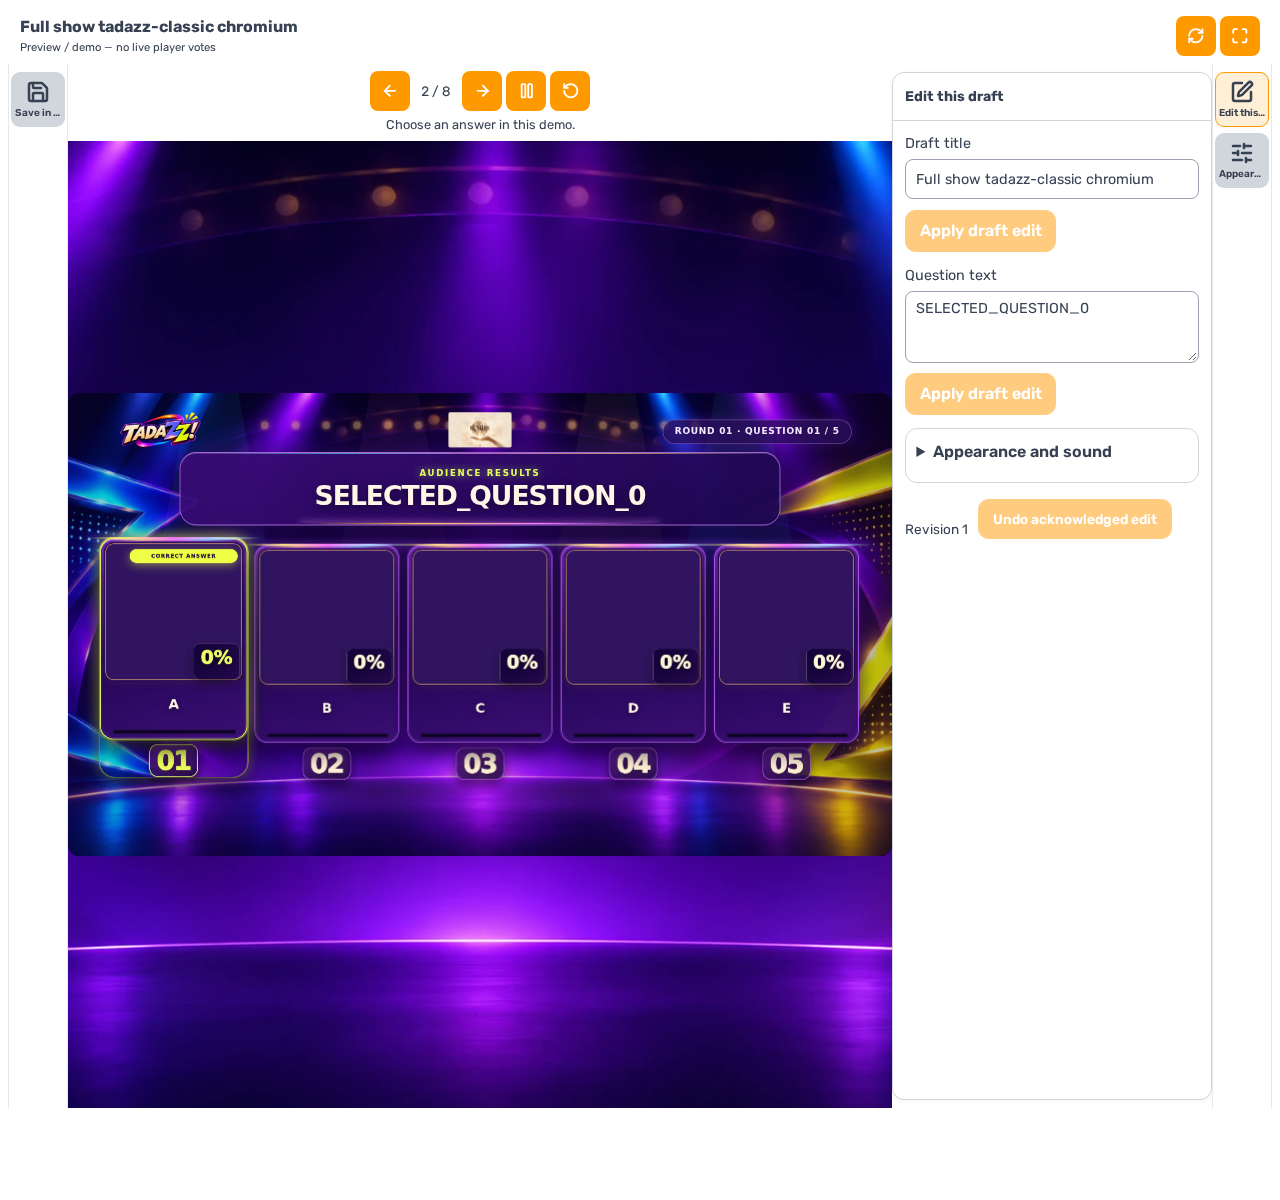 Full show tadazz-classic chromium
Preview / demo — no live player votes
Save in ...
2 / 8
Choose an answer in this demo.
TADAZZ!
ROUND 01 · QUESTION 01 / 5
AUDIENCE RESULTS
SELECTED_QUESTION_0
CORRECT ANSWER
0%
0%
0%
0%
0%
A
B
C
D
E
01
02
03
04
05
Edit this draft
Draft title
Full show tadazz-classic chromium
Apply draft edit
Question text
SELECTED_QUESTION_0
Apply draft edit
Appearance and sound
Revision 1
Undo acknowledged edit
Edit this...
Appear...